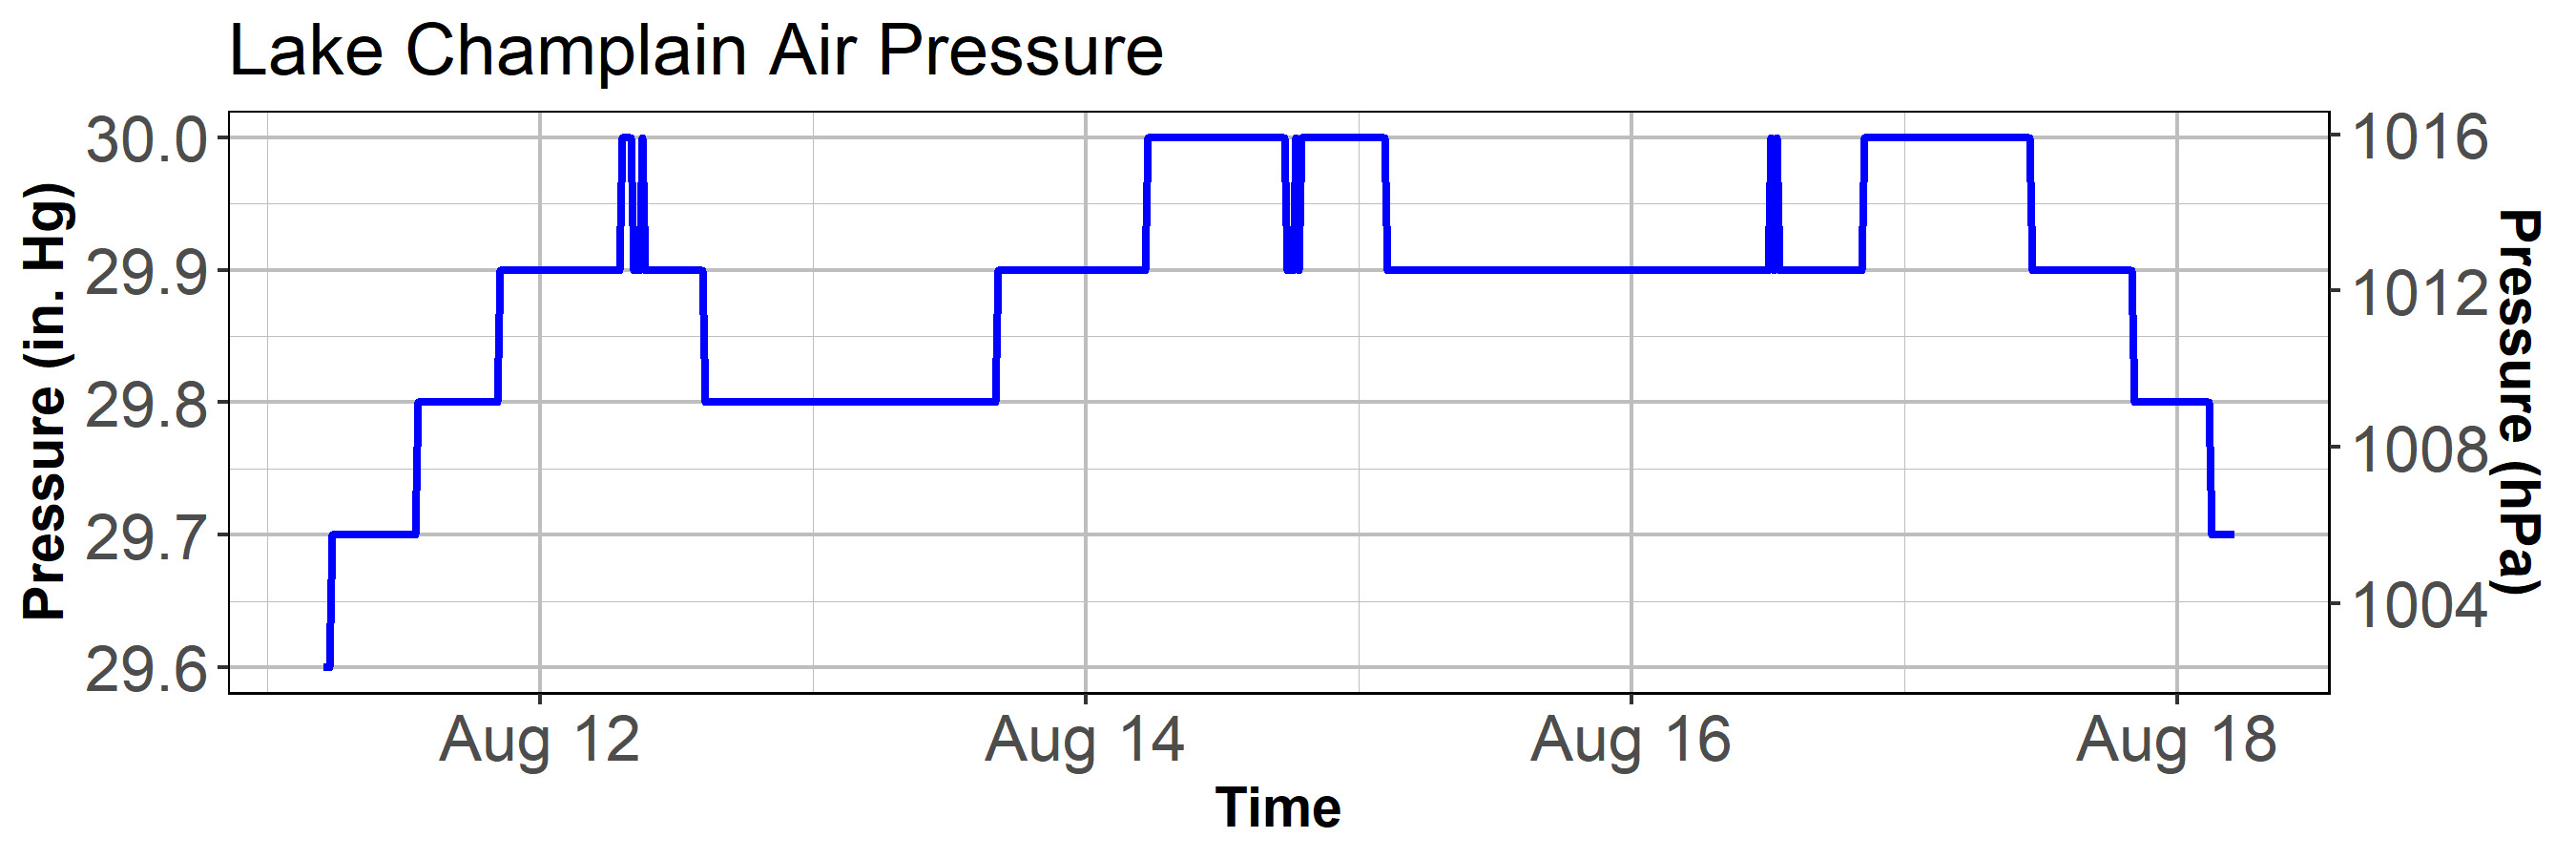 Lake Champlain Air Pressure
Pressure (in. Hg)
30.0
29.9
29.8
29.7
29.6
1016
1012
1008
1004
Pressure (hPa)
Aug 12 Aug 14 Aug 16 Aug 18
Time